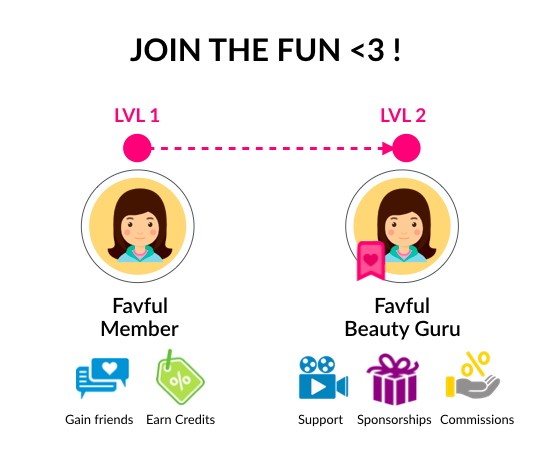 JOIN THE FUN <3 !
LVL 1
LVL 2
Favful
Member
Favful
Beauty Guru
%
%
Gain friends
Earn Credits
Support
Sponsorships
Commissions